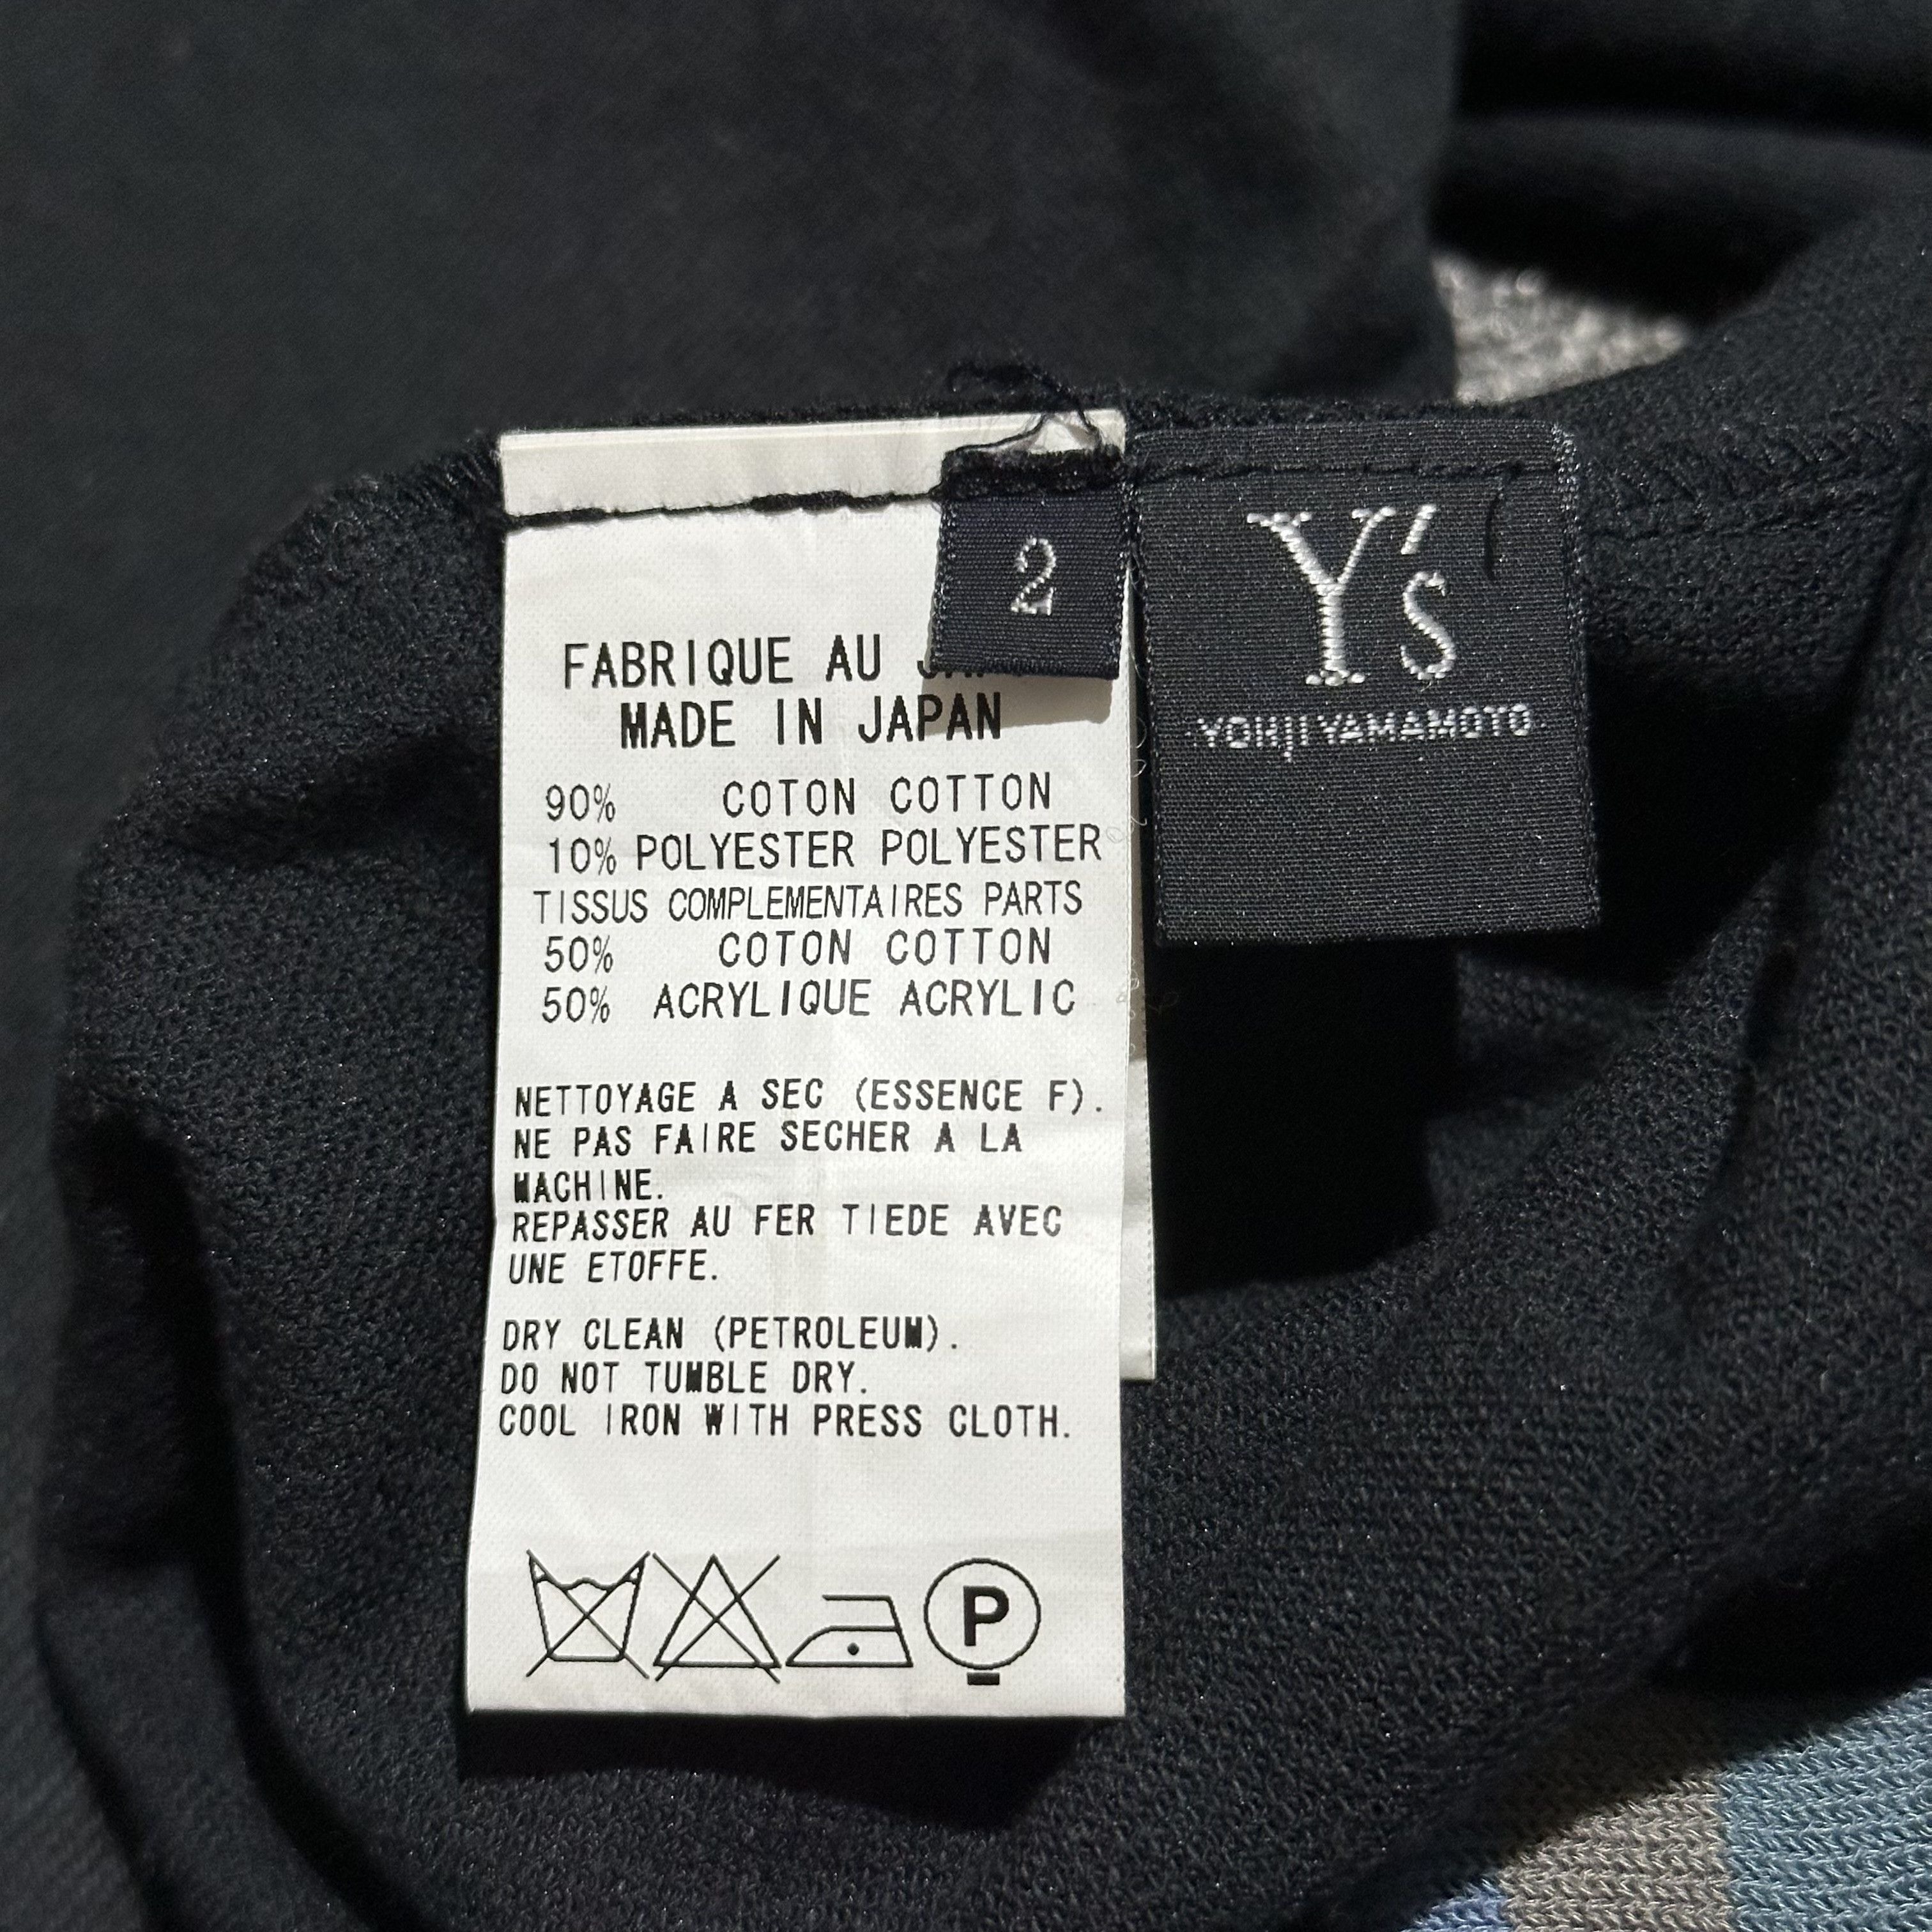 2
Y's
YOHJI YAMAMOTO
FABRIQUE AU
MADE IN JAPAN
90% COTON COTTON
10% POLYESTER POLYESTER
TISSUS COMPLEMENTAIRES PARTS
50% COTON COTTON
50% ACRYLIQUE ACRYLIC
NETTOYAGE A SEC (ESSENCE F).
NE PAS FAIRE SECHER A LA
MACHINE.
REPASSER AU FER TIEDE AVEC
UNE ETOFFE.
DRY CLEAN (PETROLEUM).
DO NOT TUMBLE DRY.
COOL IRON WITH PRESS CLOTH.
P